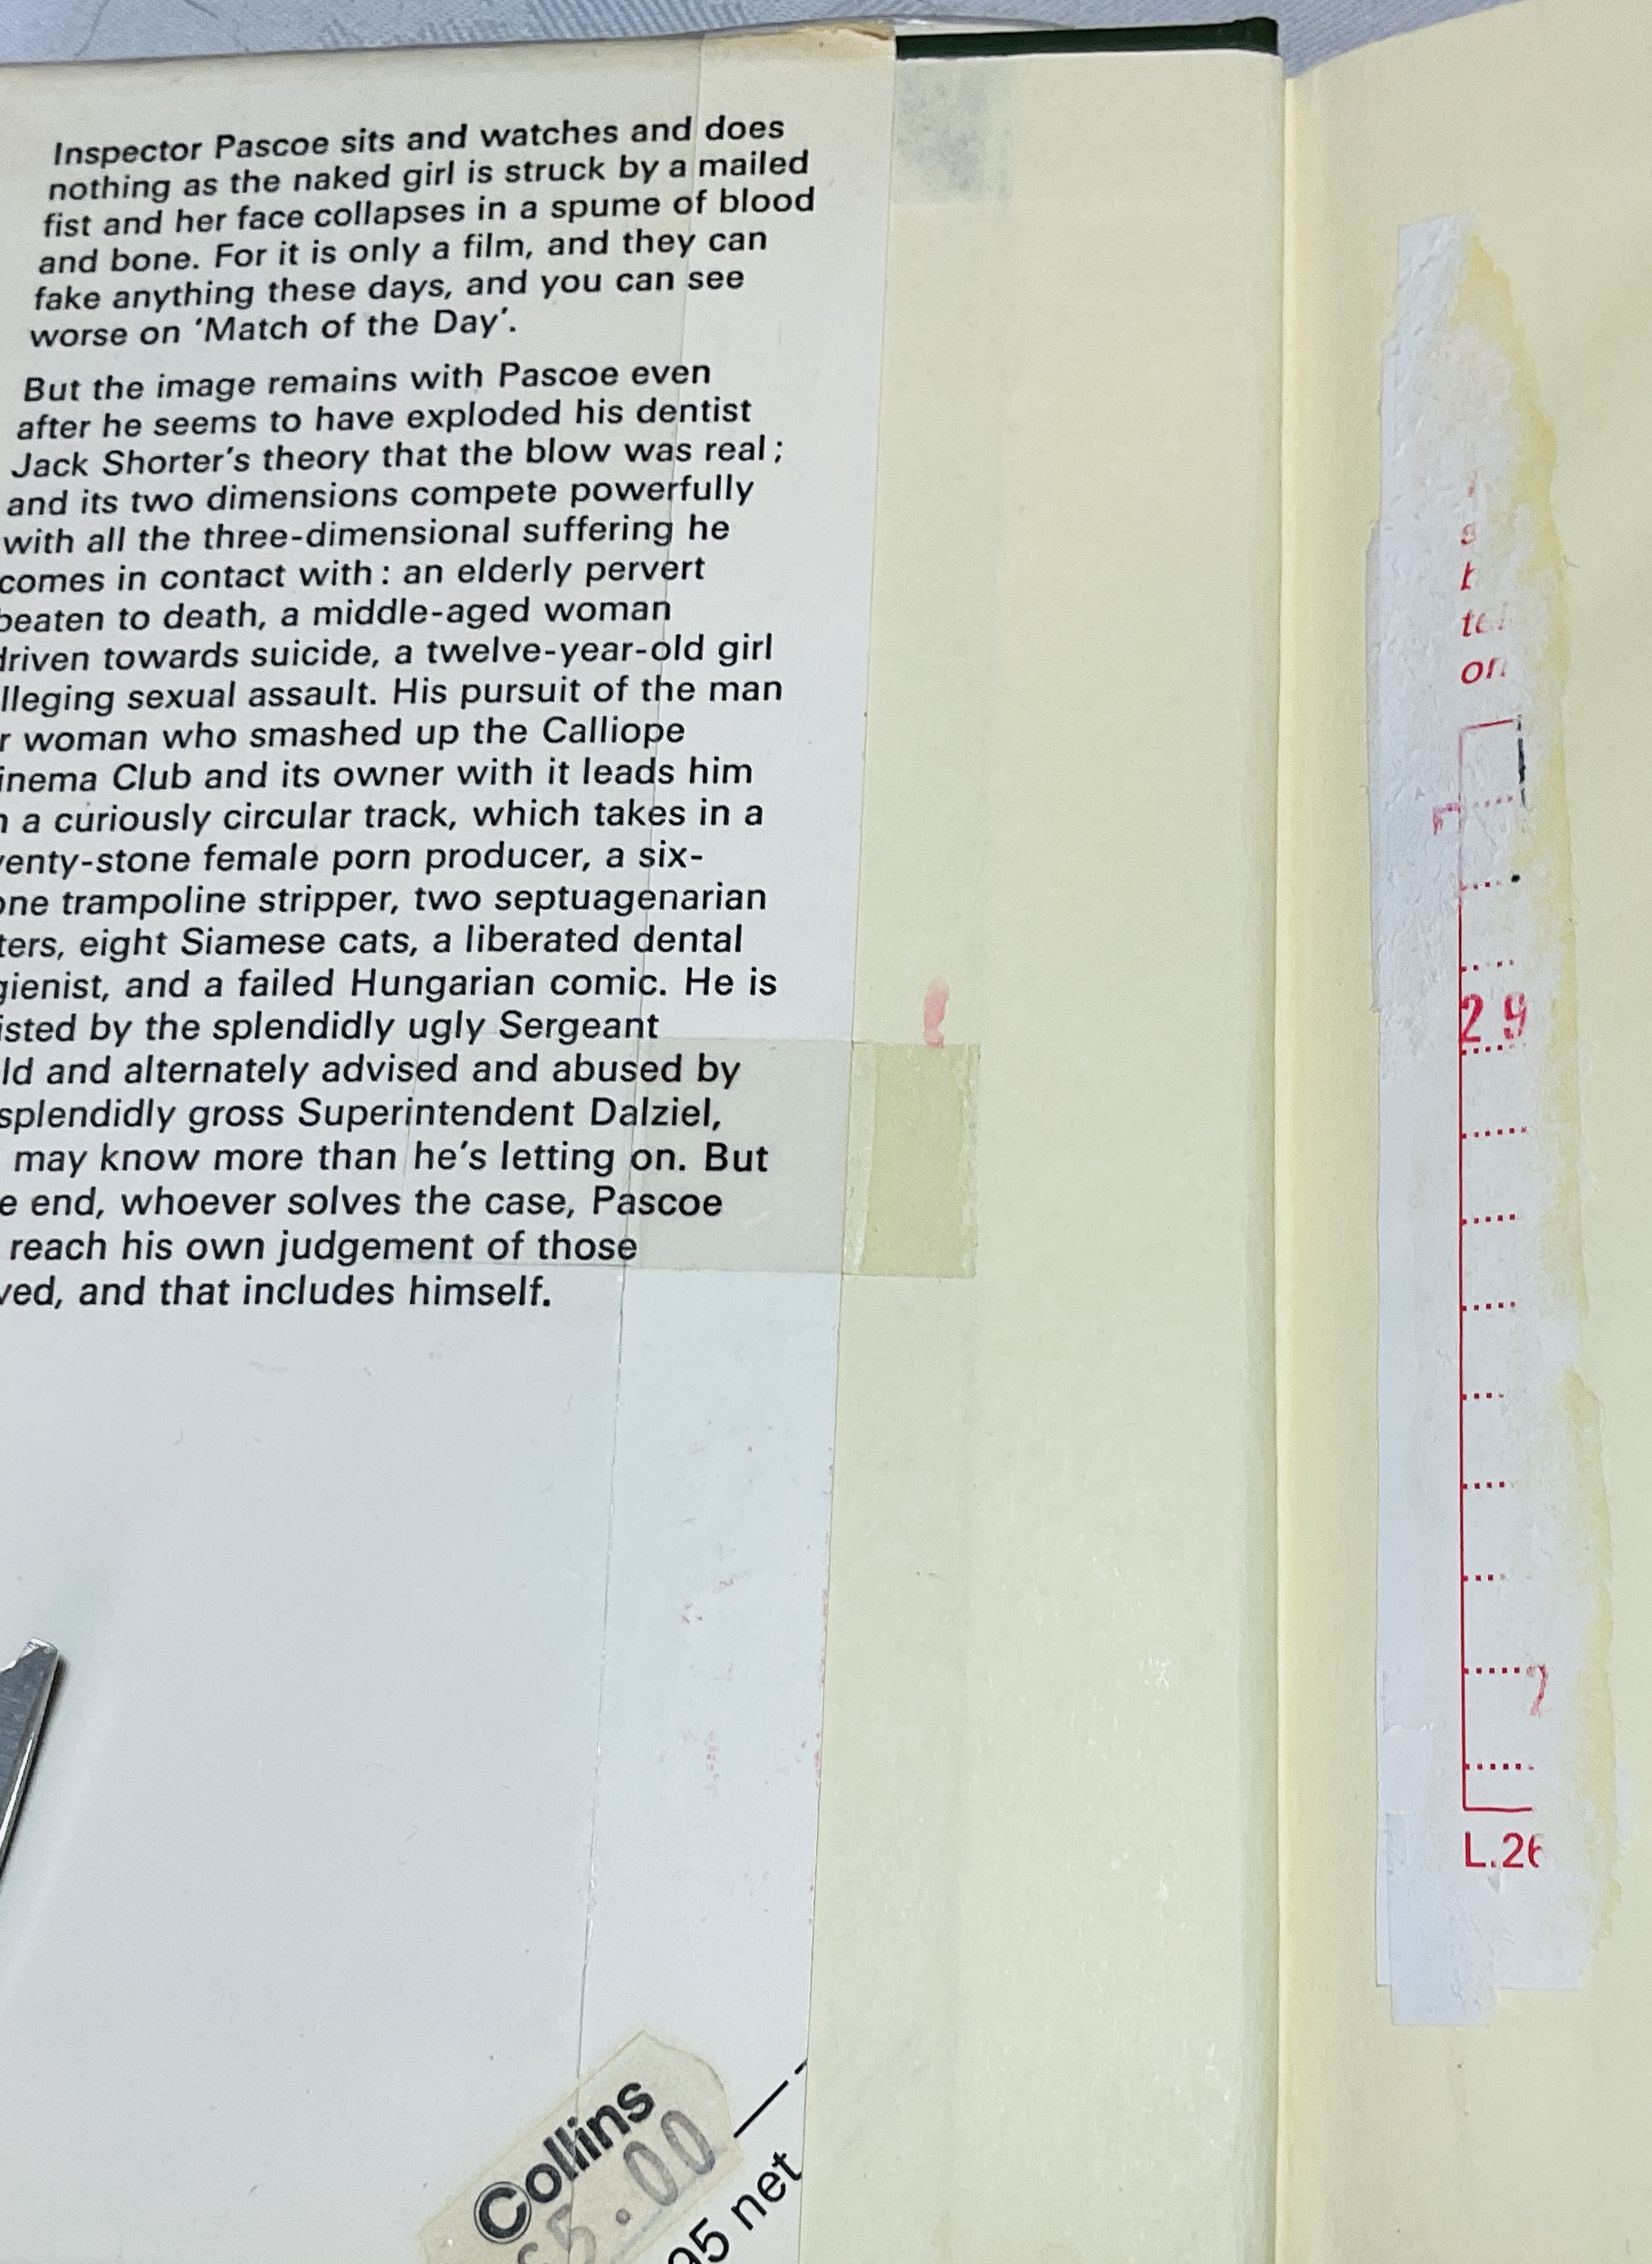 Inspector Pascoe sits and watches and does
nothing as the naked girl is struck by a mailed
fist and her face collapses in a spume of blood
and bone. For it is only a film, and they can
fake anything these days, and you can see
worse on ‘Match of the Day’.
But the image remains with Pascoe even
after he seems to have exploded his dentist
Jack Shorter’s theory that the blow was real;
and its two dimensions compete powerfully
with all the three-dimensional suffering he
comes in contact with: an elderly pervert
beaten to death, a middle-aged woman
driven towards suicide, a twelve-year-old girl
lleging sexual assault. His pursuit of the man
r woman who smashed up the Calliope
inema Club and its owner with it leads him
a curiously circular track, which takes in a
venty-stone female porn producer, a six-
one trampoline stripper, two septuagenarian
ters, eight Siamese cats, a liberated dental
gienist, and a failed Hungarian comic. He is
isted by the splendidly ugly Sergeant
ld and alternately advised and abused by
splendidly gross Superintendent Dalziel,
may know more than he’s letting on. But
e end, whoever solves the case, Pascoe
reach his own judgement of those
ved, and that includes himself.
Collins
5.00
95 net
on
29
7
L.26